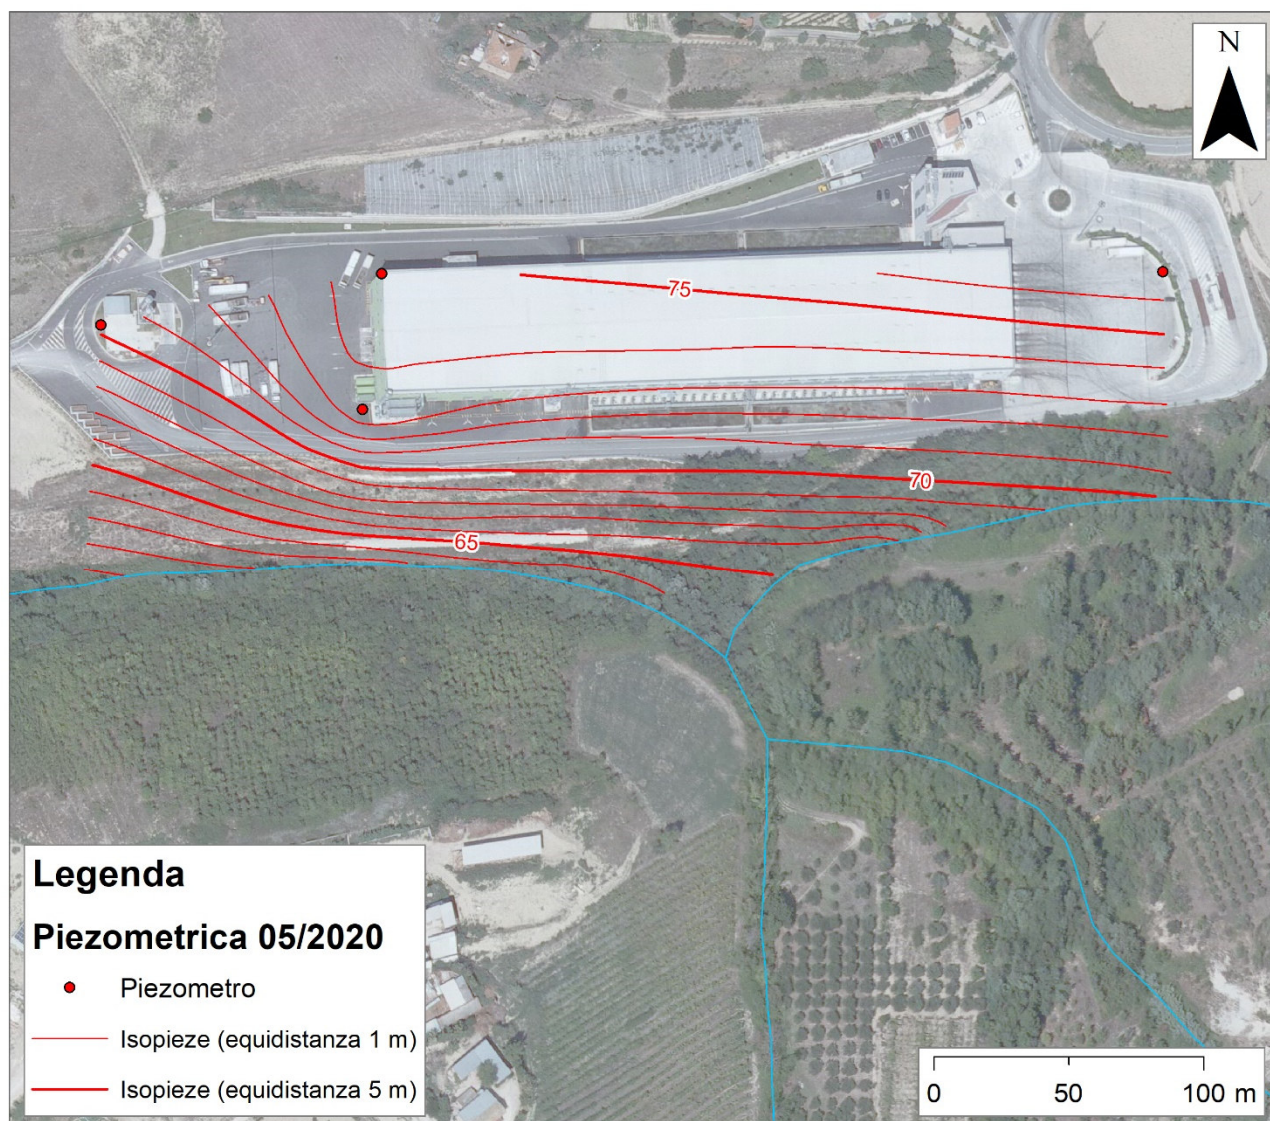 N
75
70
65
Legenda
Piezometrica 05/2020
Piezometro
Isopieze (equidistanza 1 m)
Isopieze (equidistanza 5 m)
0 50 100 m